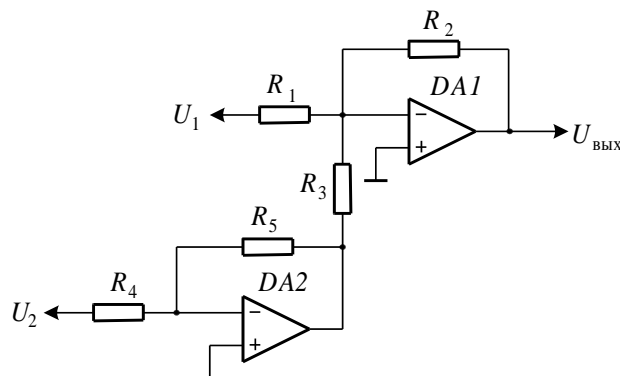 R₂
R₁
DA1
U₁
−
+
Uвых
R₃
R₅
R₄
DA2
U₂
−
+